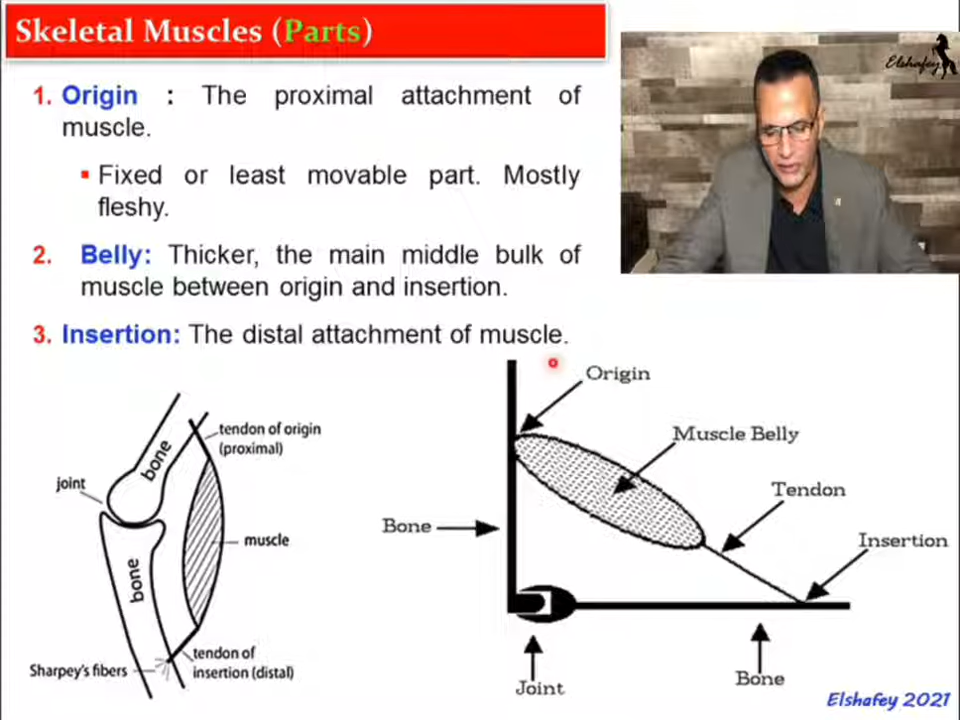 Skeletal Muscles (Parts)
Elshafey
1. Origin : The proximal attachment of
muscle.
▪ Fixed or least movable part. Mostly
fleshy.
2. Belly: Thicker, the main middle bulk of
muscle between origin and insertion.
3. Insertion: The distal attachment of muscle.
bone
tendon of origin
(proximal)
joint
muscle
bone
Sharpey's fibers
tendon of
insertion (distal)
Origin
Muscle Belly
Tendon
Bone
Insertion
Joint
Bone
Elshafey 2021